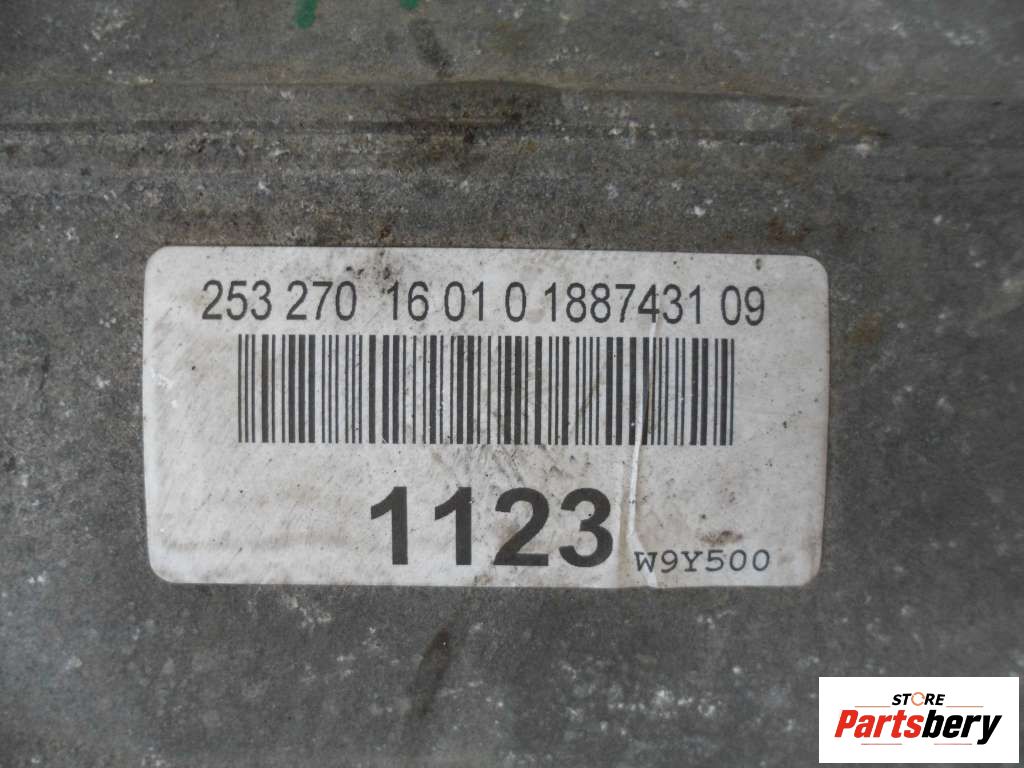 253 270 16 01 0 1887431 09
1123
W9Y500
STORE
Partsbery